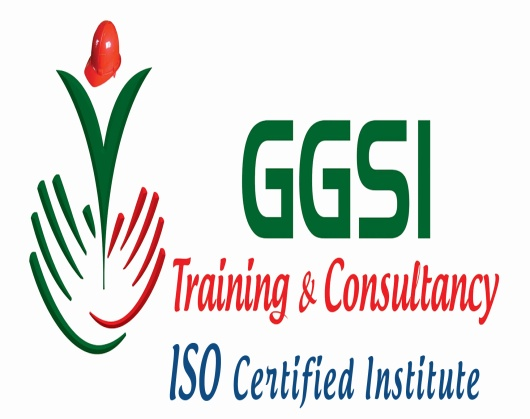 GGSI
Training & Consultancy
ISO Certified Institute